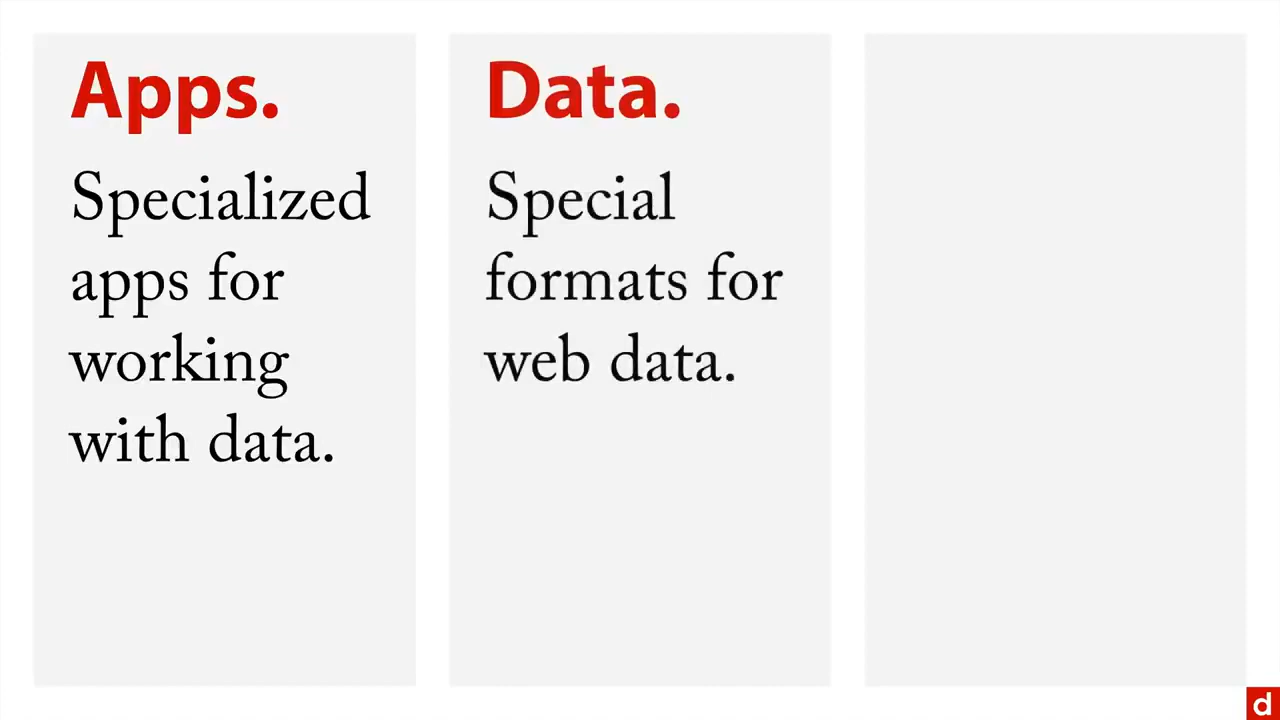 Apps.
Specialized
apps for
working
with data.
Data.
Special
formats for
web data.
d